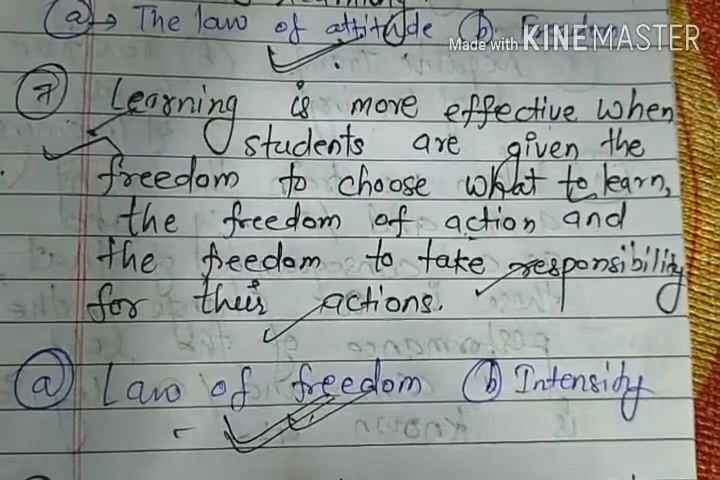 (a) → The law of attitude (b)
Made with KINEMASTER
(7) Learning is more effective when
students are given the
freedom to choose what to learn,
the freedom of action and
the freedom to take responsibility
for their actions.
(a) Law of freedom (b) Intensity